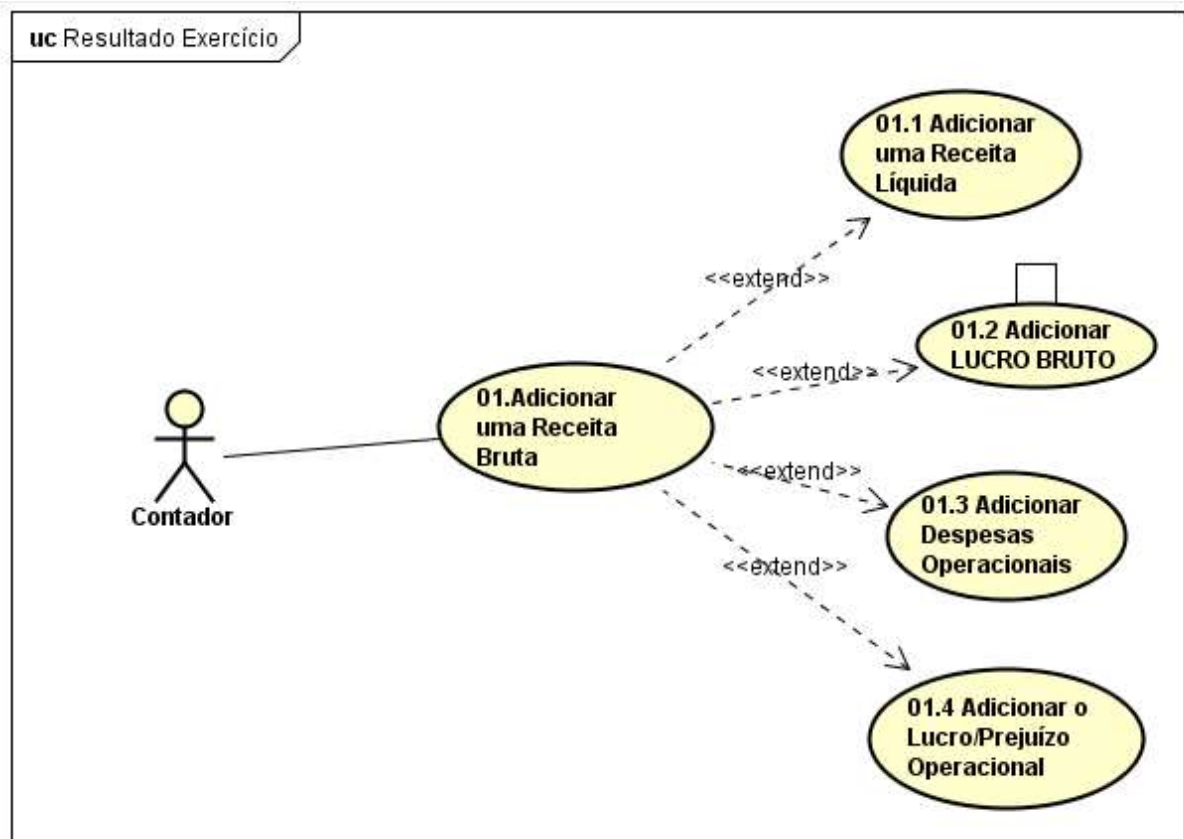 uc Resultado Exercício
01.1 Adicionar
uma Receita
Líquida
<<extend>>
01.2 Adicionar
LUCRO BRUTO
<<extend>>
01.Adicionar
uma Receita
Bruta
Contador
<<extend>>
01.3 Adicionar
Despesas
Operacionais
<<extend>>
01.4 Adicionar o
Lucro/Prejuízo
Operacional